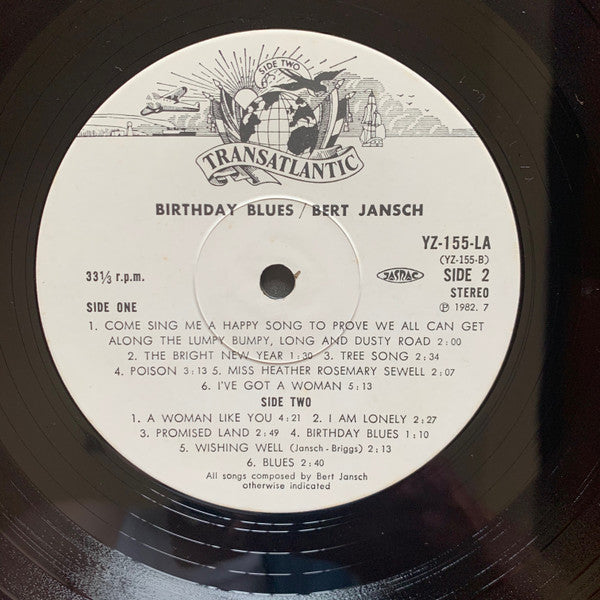 SIDE TWO
TRANSATLANTIC
BIRTHDAY BLUES / BERT JANSCH
YZ-155-LA
(YZ-155-B)
33 1/3 r.p.m.
JASRAC
SIDE 2
STEREO
SIDE ONE
Ⓟ 1982. 7
1. COME SING ME A HAPPY SONG TO PROVE WE ALL CAN GET
ALONG THE LUMPY BUMPY, LONG AND DUSTY ROAD 2:00
2. THE BRIGHT NEW YEAR 1:30 3. TREE SONG 2:34
4. POISON 3:13 5. MISS HEATHER ROSEMARY SEWELL 2:07
6. I'VE GOT A WOMAN 5:13
SIDE TWO
1. A WOMAN LIKE YOU 4:21 2. I AM LONELY 2:27
3. PROMISED LAND 2:49 4. BIRTHDAY BLUES 1:10
5. WISHING WELL (Jansch-Briggs) 2:13
6. BLUES 2:40
All songs composed by Bert Jansch
otherwise indicated